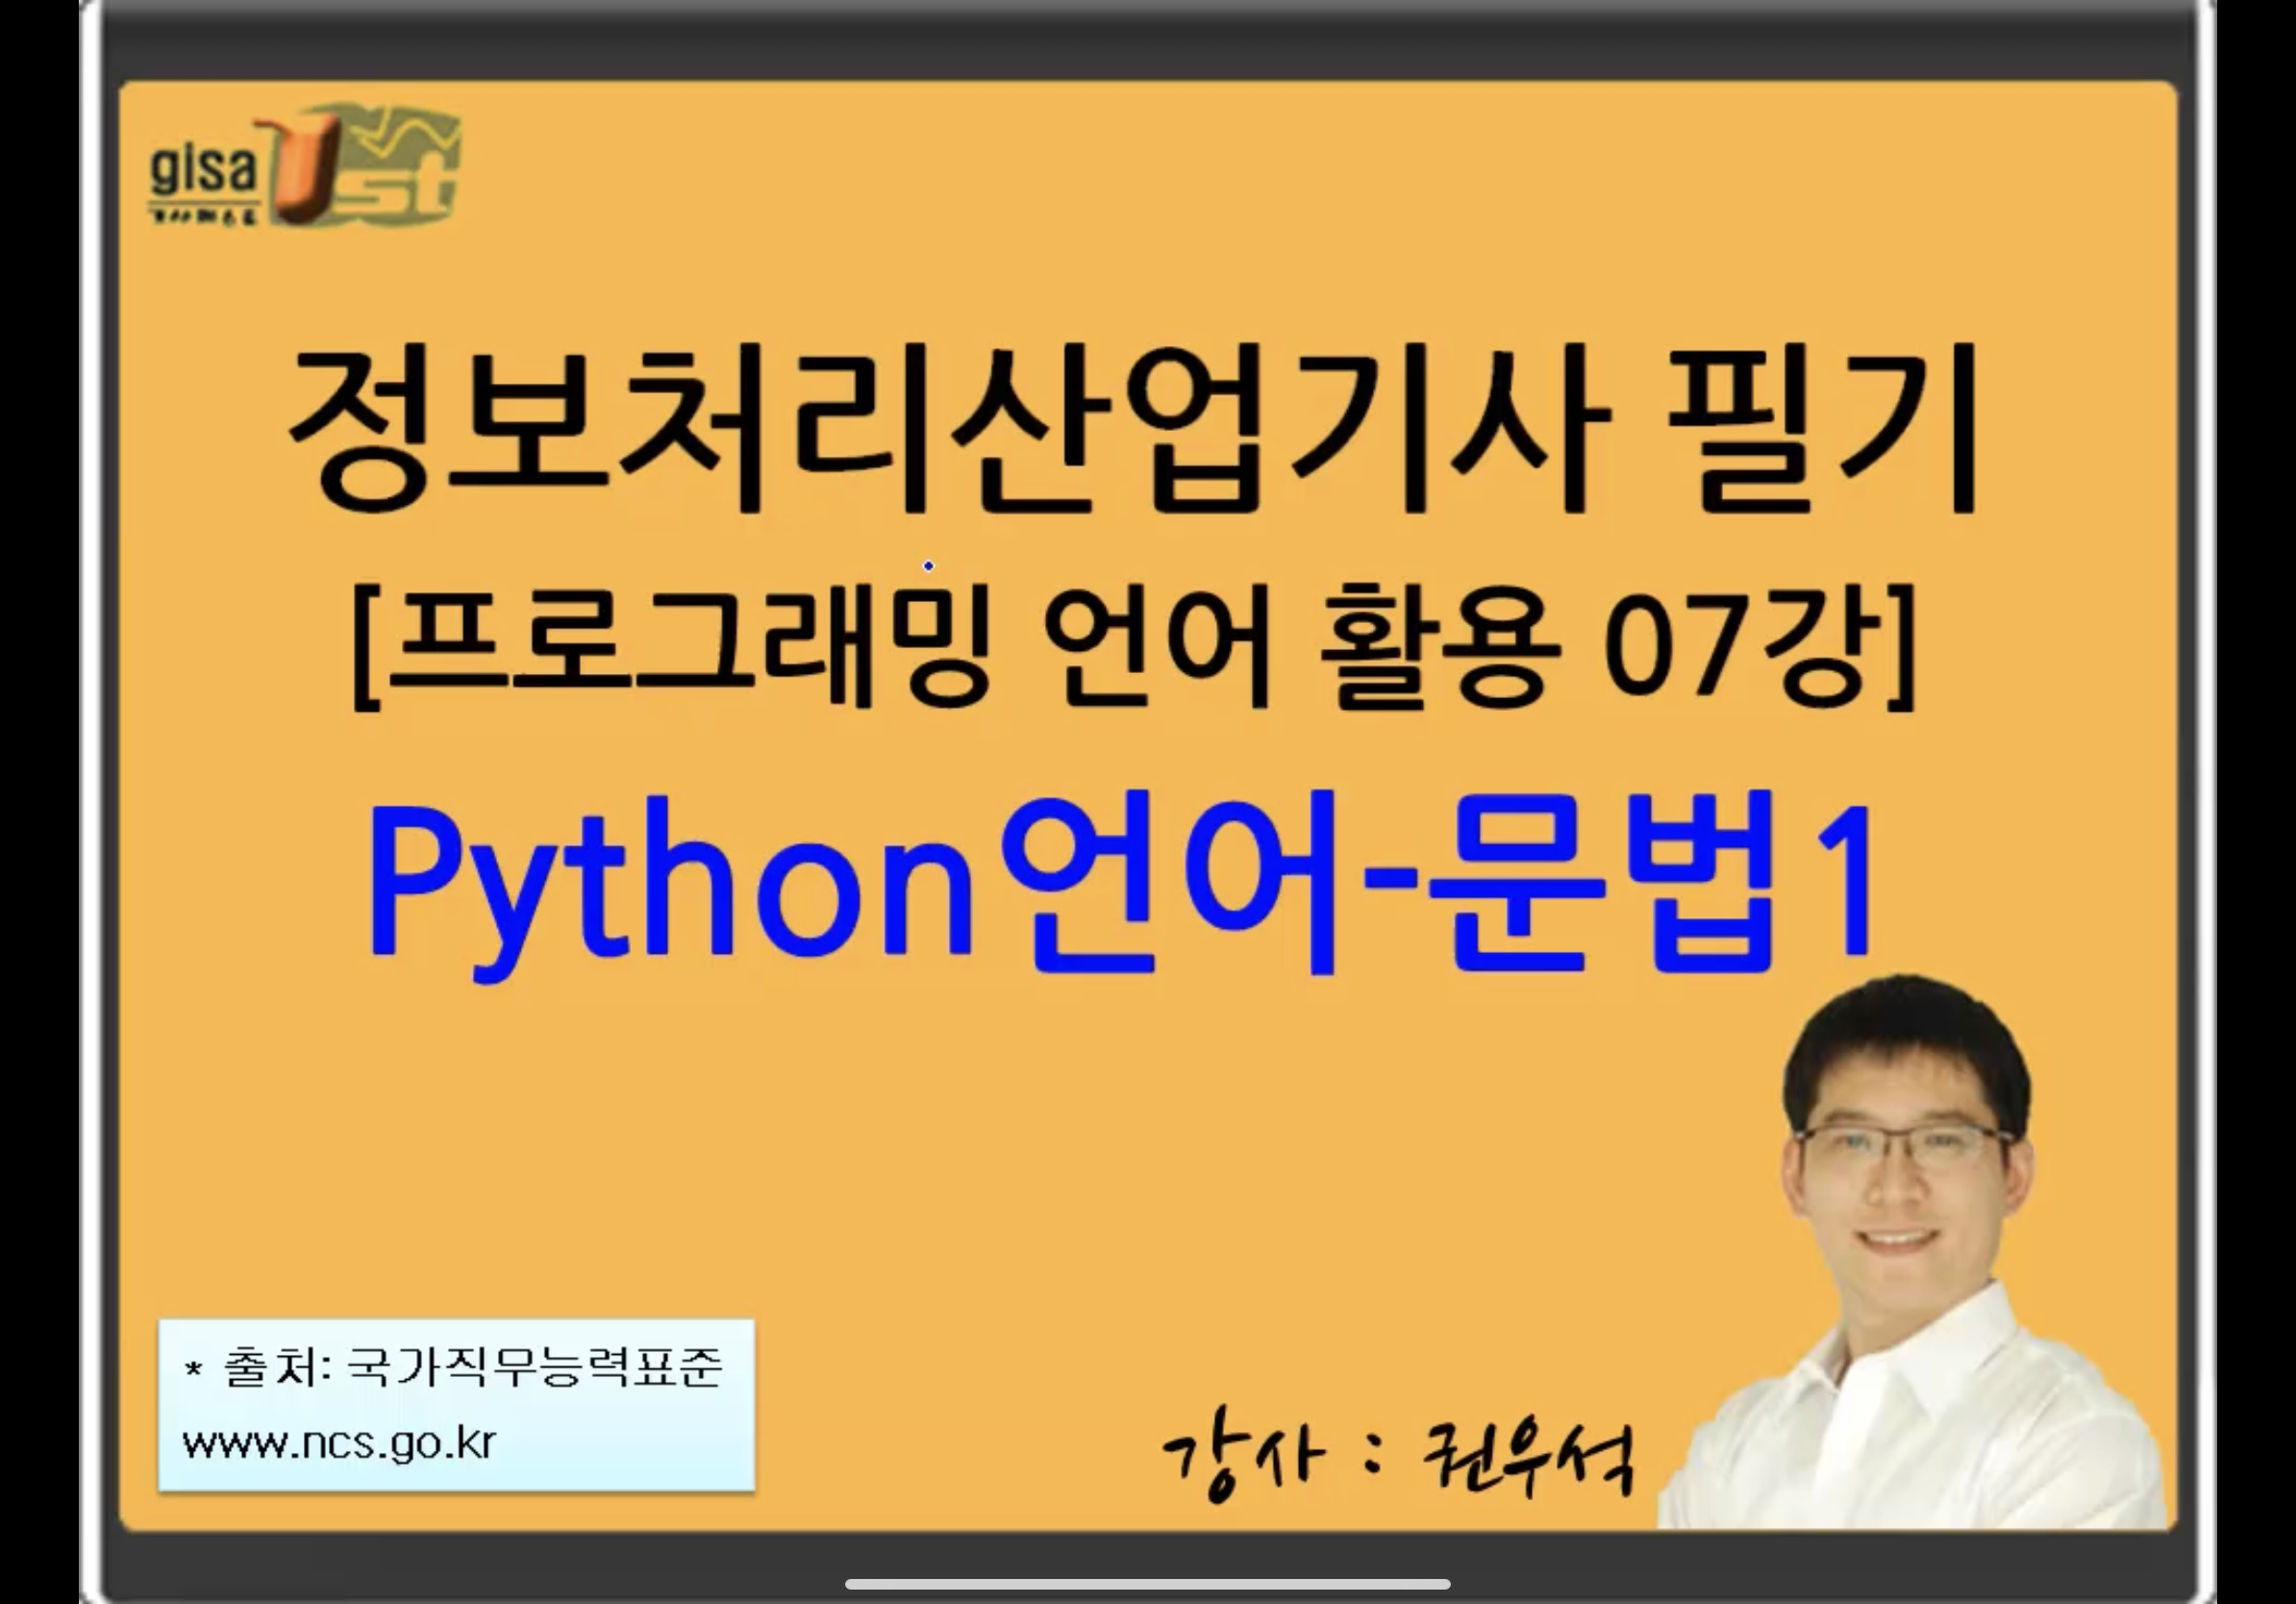 gisa
st
정보처리산업기사 필기
[프로그래밍 언어 활용 07강]
Python언어-문법1
* 출처: 국가직무능력표준
www.ncs.go.kr
강사 : 권우석